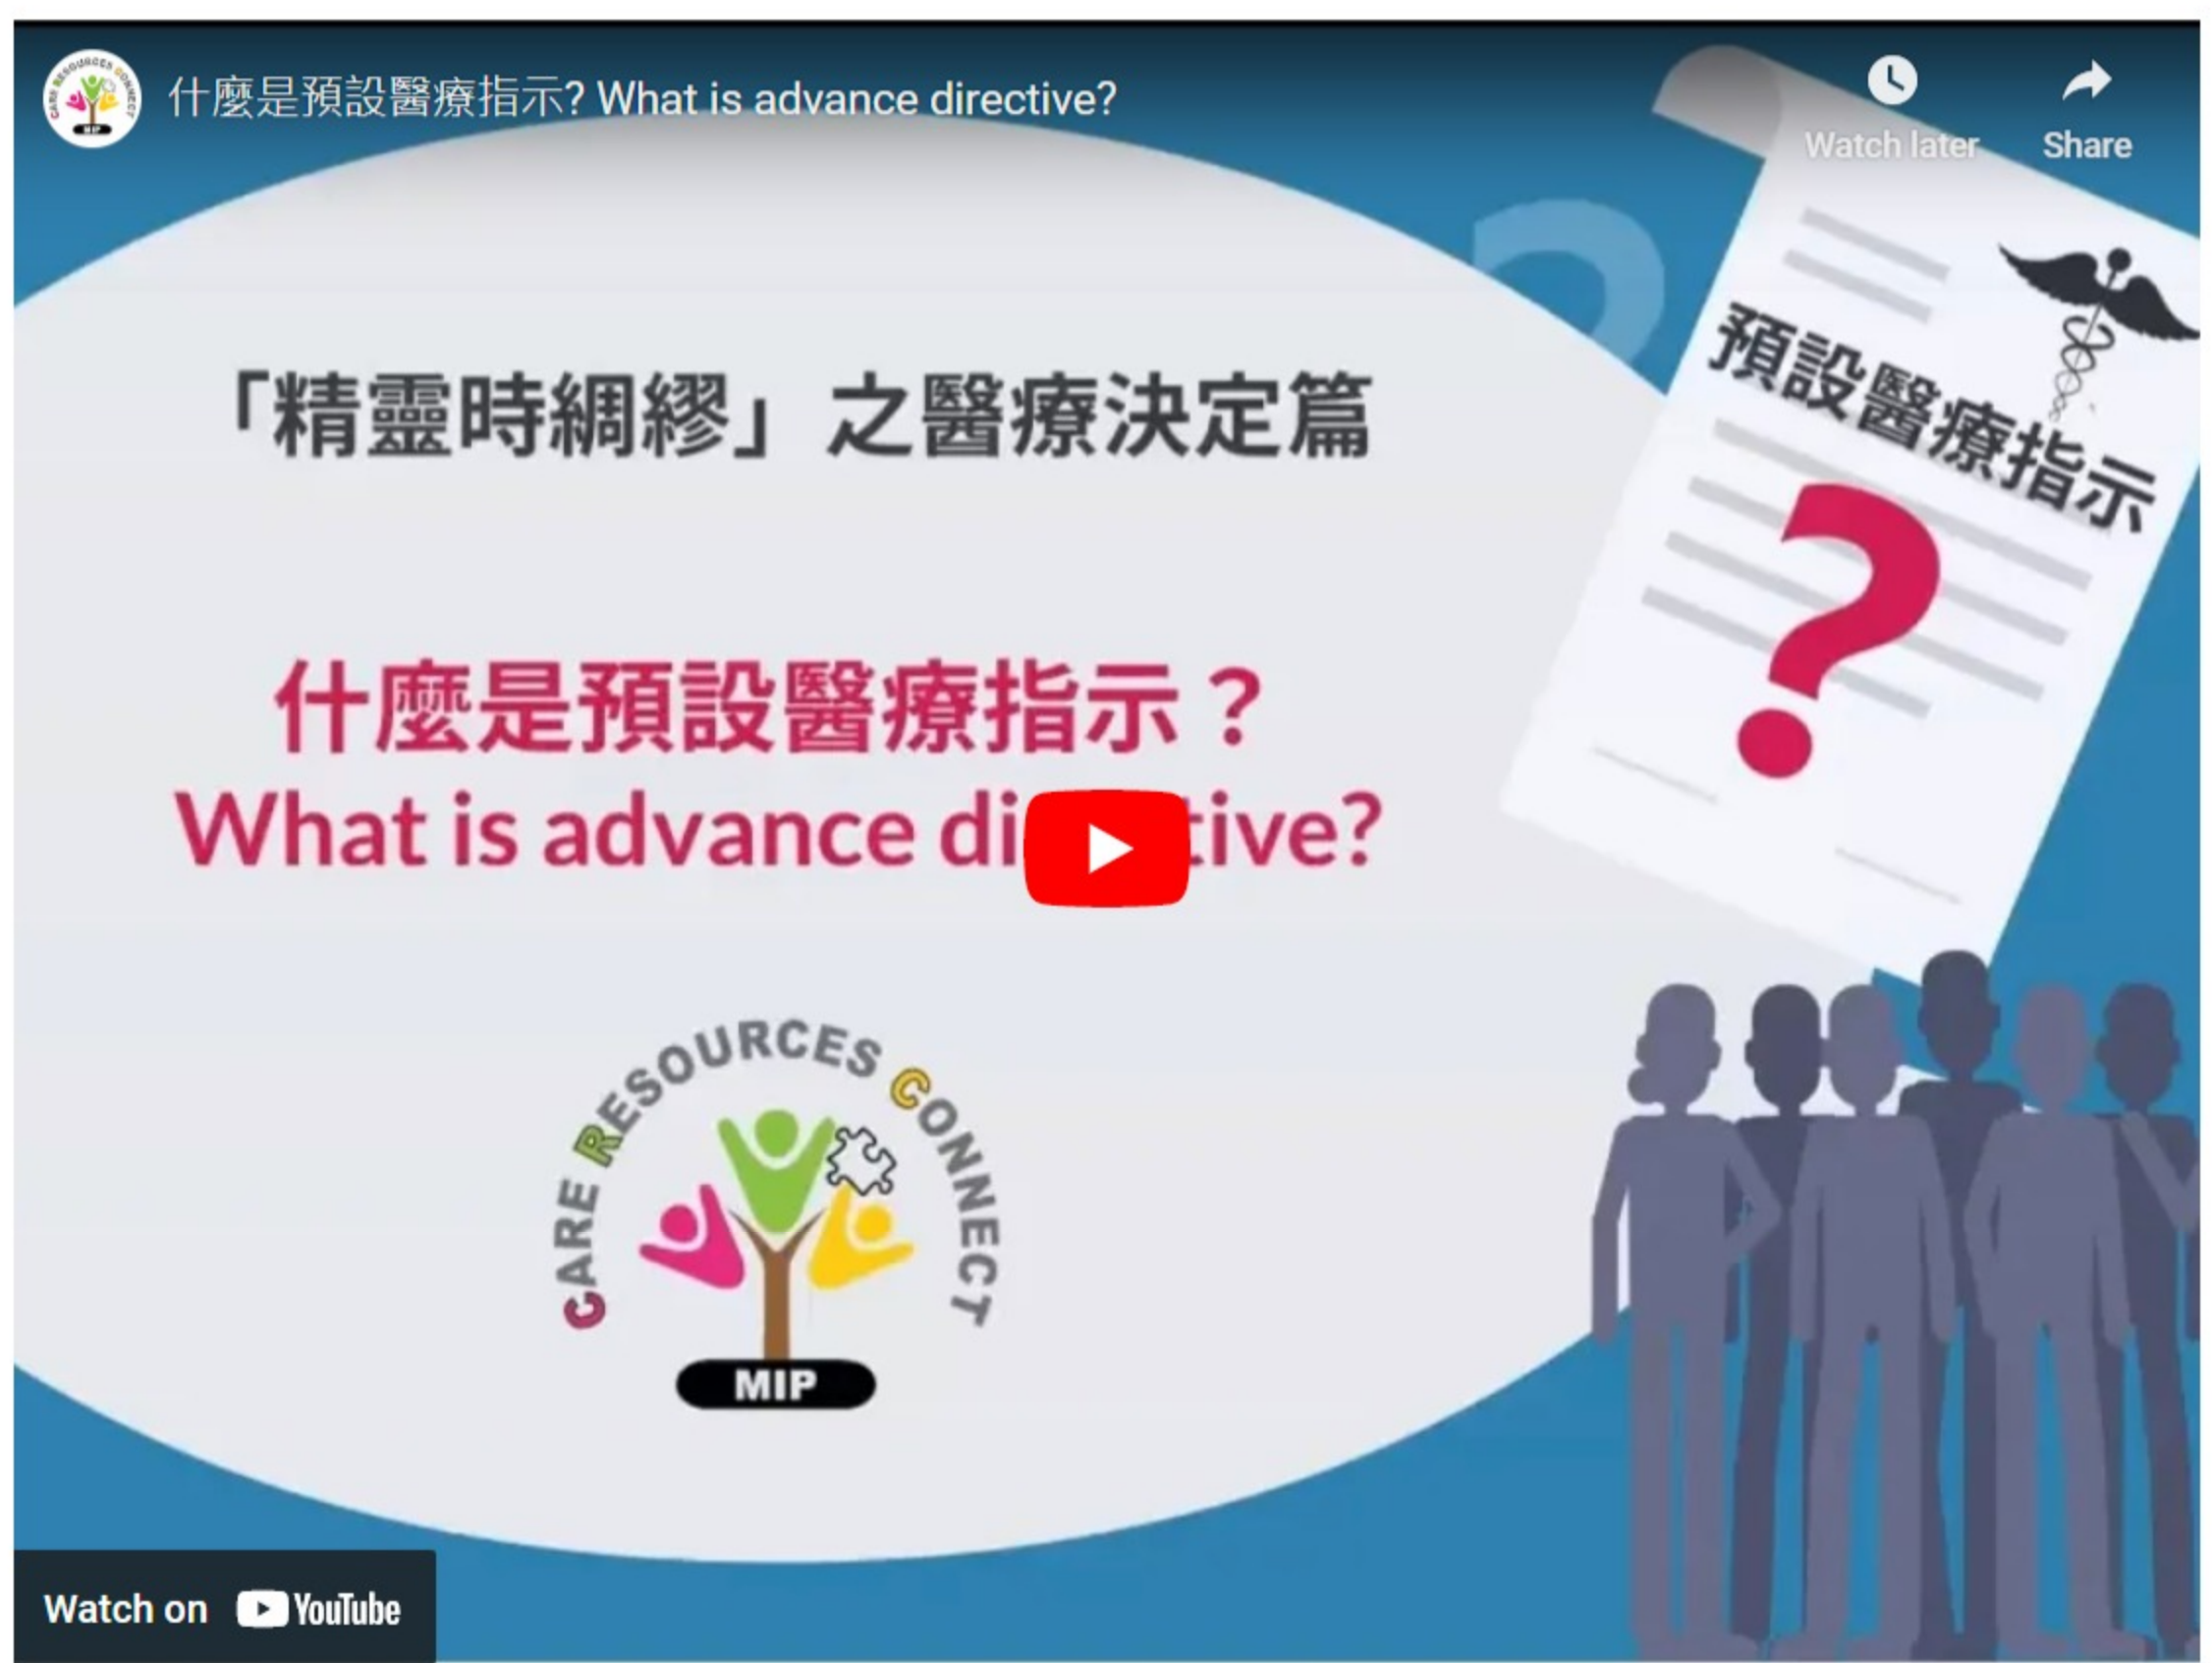 什麼是預設醫療指示? What is advance directive?
Watch later
Share
「精靈時綢繆」之醫療決定篇
預設醫療指示
?
什麼是預設醫療指示？
What is advance di tive?
CARE RESOURCES CONNECT
MIP
Watch on YouTube